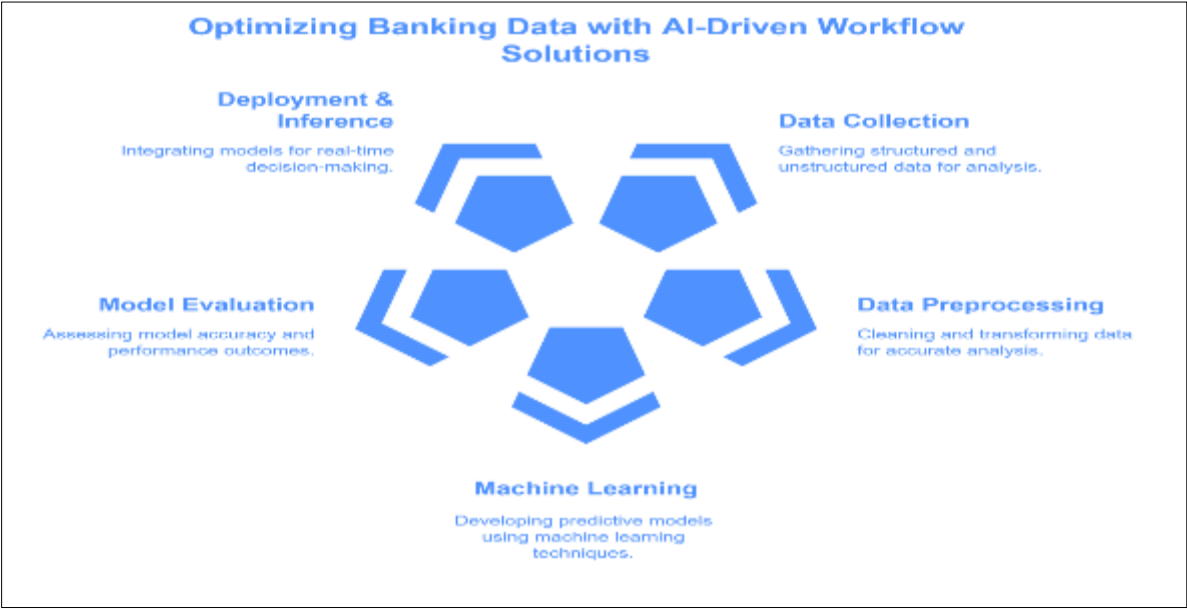 Optimizing Banking Data with AI-Driven Workflow
Solutions
Deployment &
Inference
Integrating models for real-time
decision-making.
Data Collection
Gathering structured and
unstructured data for analysis.
Model Evaluation
Assessing model accuracy and
performance outcomes.
Data Preprocessing
Cleaning and transforming data
for accurate analysis.
Machine Learning
Developing predictive models
using machine learning
techniques.